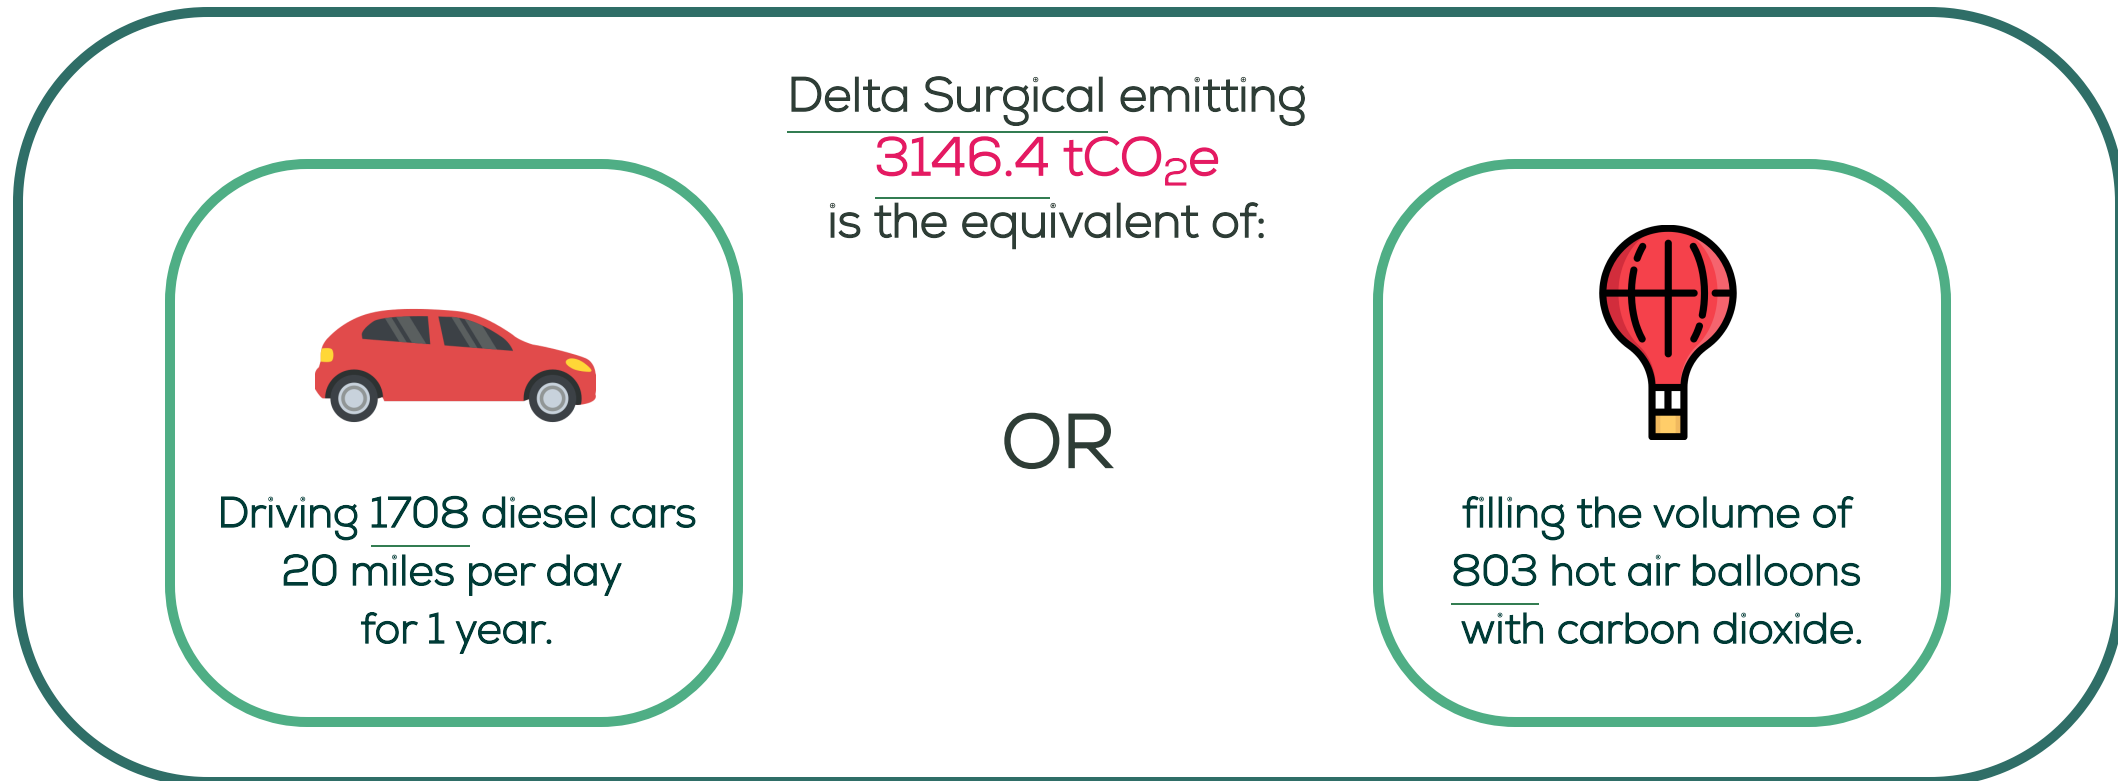 Delta Surgical emitting
3146.4 tCO₂e
is the equivalent of:
Driving 1708 diesel cars
20 miles per day
for 1 year.
OR
filling the volume of
803 hot air balloons
with carbon dioxide.